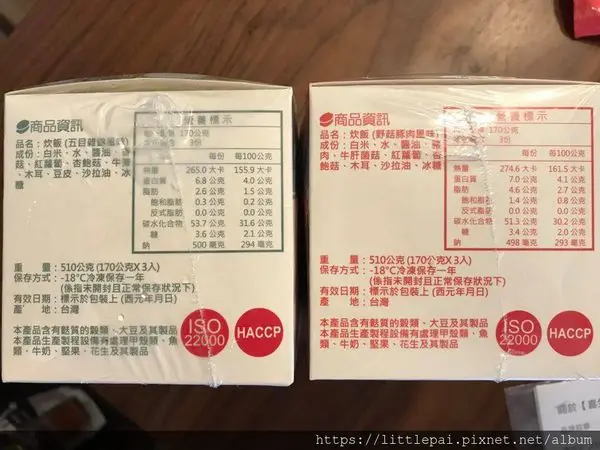 商品資訊
品名：炊飯
成份：白米、水、醬油、
菇、紅蘿蔔、杏鮑菇、牛蒡
、木耳、豆皮、沙拉油、冰
糖
營養標示
170公克
3份
每份 每100公克
熱量 265.0 大卡 155.9 大卡
蛋白質 6.8 公克 4.0 公克
脂肪 2.6 公克 1.5 公克
飽和脂肪 0.3 公克 0.2 公克
反式脂肪 0.0 公克 0.0 公克
碳水化合物 53.7 公克 31.6 公克
糖 3.6 公克 2.1 公克
鈉 500 毫克 294 毫克
重 量：510公克 (170公克X 3入)
保存方式：-18℃冷凍保存一年
(係指未開封且正常保存狀況下)
有效日期：標示於包裝上 (西元年月日)
產 地：台灣
本產品含有麩質的穀類、大豆及其製品
本產品生產製程設備有處理甲殼類、魚
類、牛奶、堅果、花生及其製品
ISO
22000
HACCP
商品資訊
品名：炊飯 (野菇豚肉風味)
成份：白米、水、醬油、豬
肉、牛肝菌菇、紅蘿蔔、杏
鮑菇、木耳、沙拉油、冰糖
營養標示
170公克
3份
每份 每100公克
熱量 274.6 大卡 161.5 大卡
蛋白質 7.0 公克 4.1 公克
脂肪 4.6 公克 2.7 公克
飽和脂肪 1.4 公克 0.8 公克
反式脂肪 0.0 公克 0.0 公克
碳水化合物 51.3 公克 30.2 公克
糖 3.4 公克 2.0 公克
鈉 498 毫克 293 毫克
重 量：510公克 (170公克X 3入)
保存方式：-18℃冷凍保存一年
(係指未開封且正常保存狀況下)
有效日期：標示於包裝上 (西元年月日)
產 地：台灣
本產品含有麩質的穀類、大豆及其製品
本產品生產製程設備有處理甲殼類、魚
類、牛奶、堅果、花生及其製品
ISO
22000
HACCP
https://littlepai.pixnet.net/album